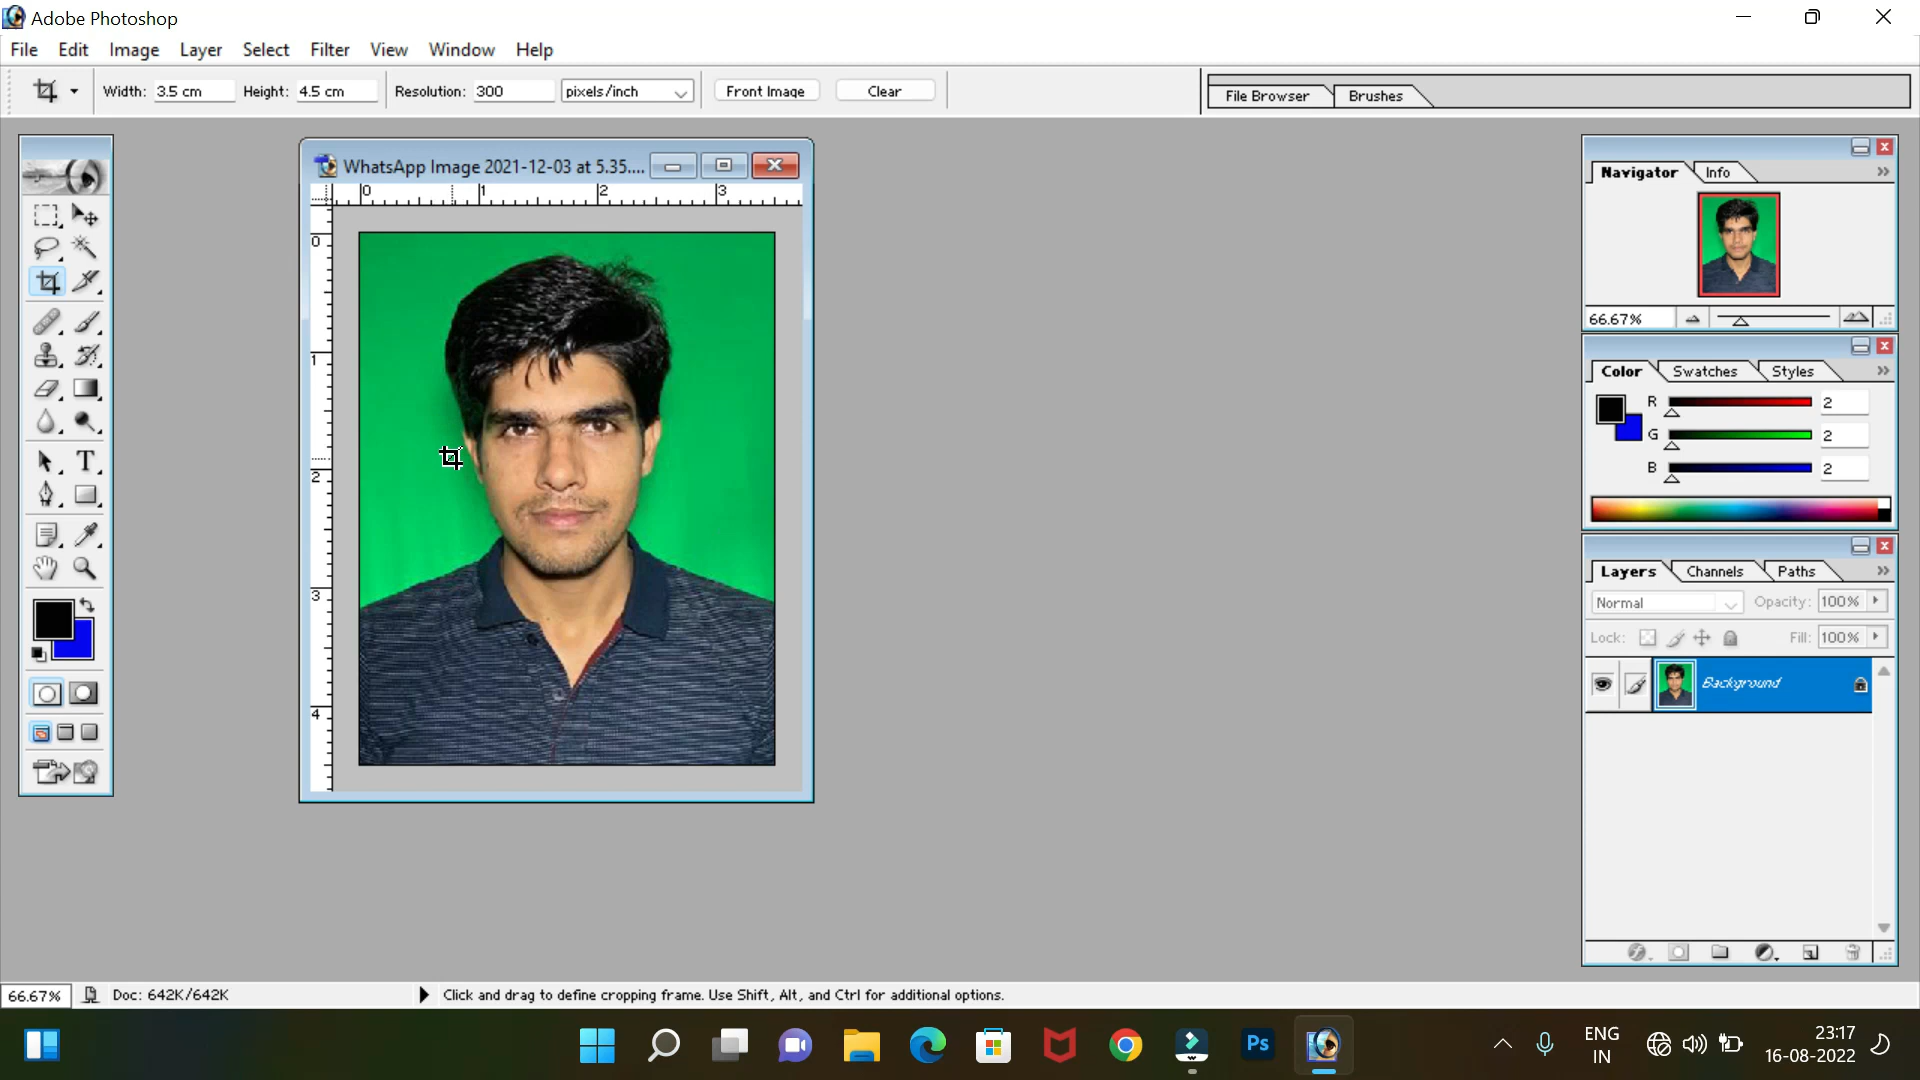 Adobe Photoshop
File Edit Image Layer Select Filter View Window Help
Width: 3.5 cm Height: 4.5 cm Resolution: 300 pixels/inch Front Image Clear
File Browser Brushes
WhatsApp Image 2021-12-03 at 5.35....
0 1 2 3
0
1
2
3
4
T
Navigator Info
66.67%
Color Swatches Styles
R 2
G 2
B 2
Layers Channels Paths
Normal Opacity: 100%
Lock: Fill: 100%
Background
66.67% Doc: 642K/642K Click and drag to define cropping frame. Use Shift, Alt, and Ctrl for additional options.
Ps
ENG
IN
23:17
16-08-2022